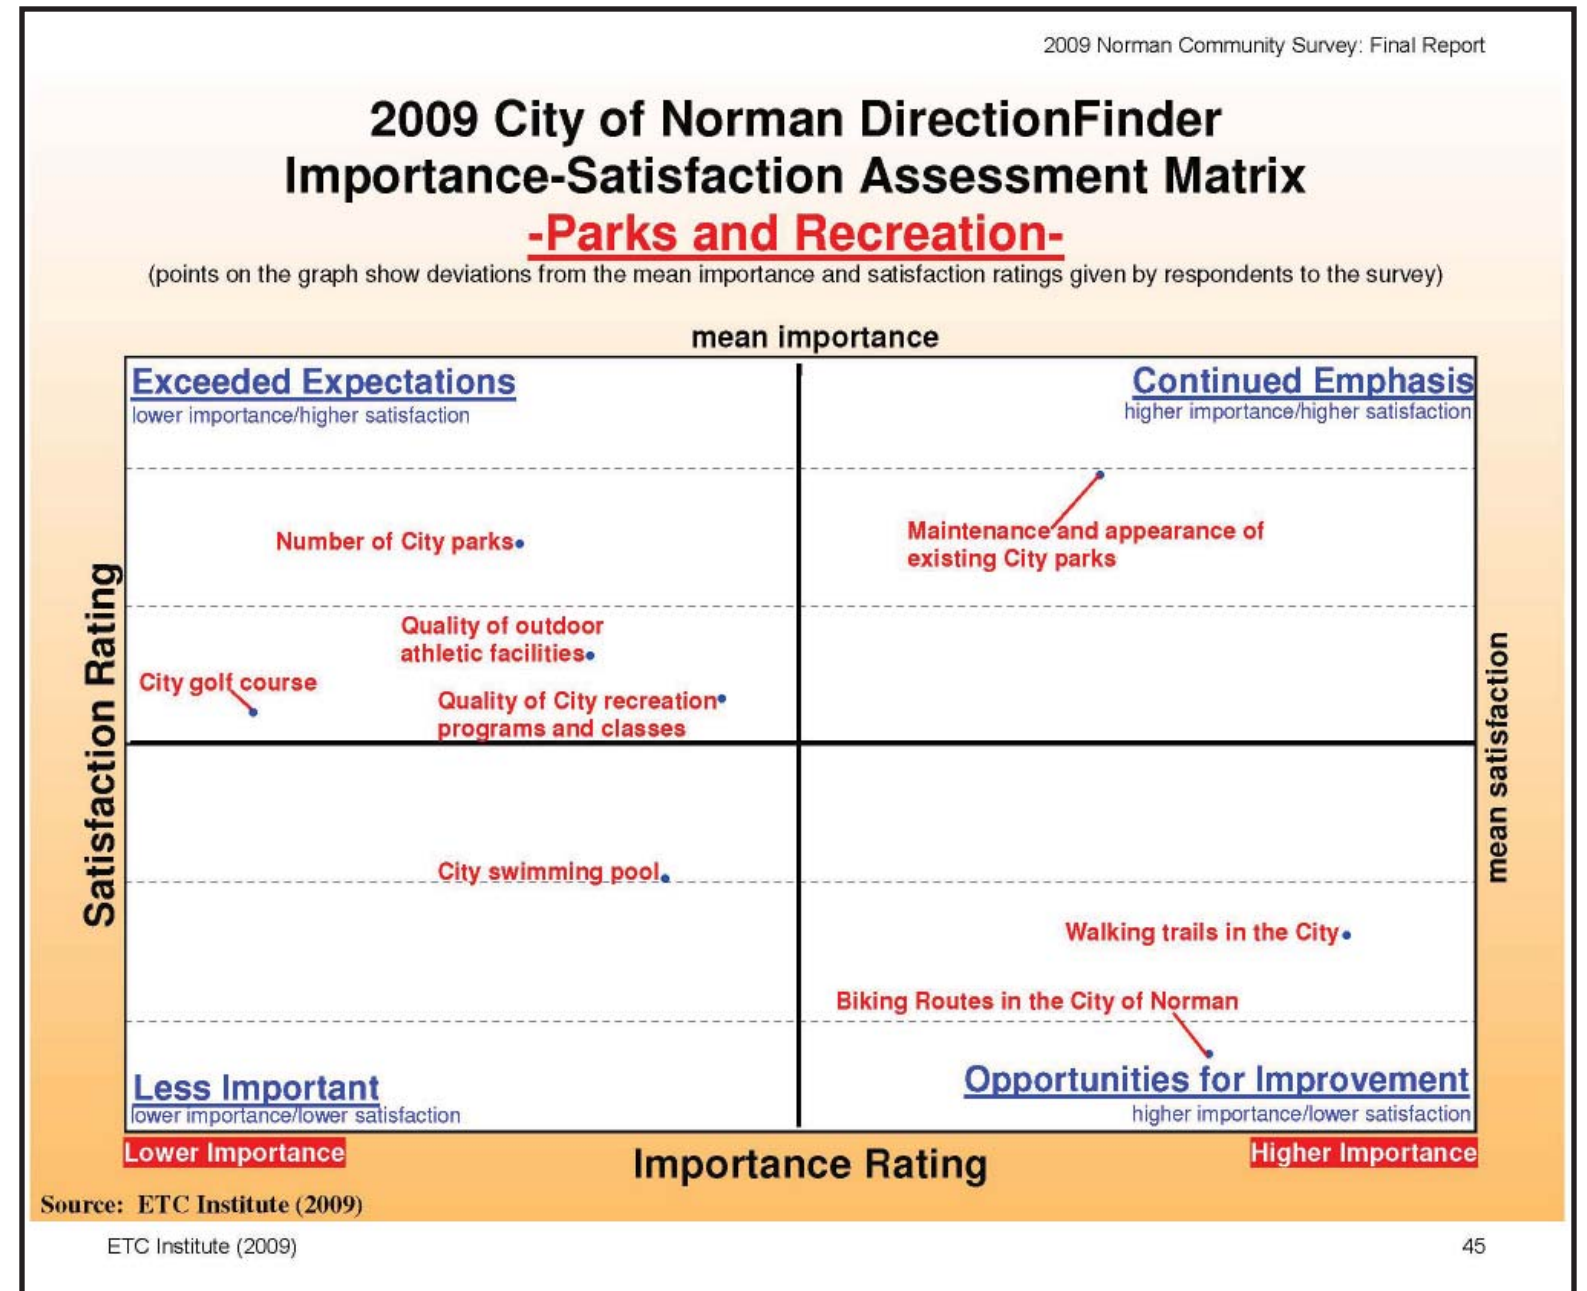 2009 Norman Community Survey: Final Report
2009 City of Norman DirectionFinder
Importance-Satisfaction Assessment Matrix
-Parks and Recreation-
(points on the graph show deviations from the mean importance and satisfaction ratings given by respondents to the survey)
mean importance
Exceeded Expectations
lower importance/higher satisfaction
Continued Emphasis
higher importance/higher satisfaction
Number of City parks
Maintenance and appearance of
existing City parks
Quality of outdoor
athletic facilities
City golf course
Quality of City recreation
programs and classes
Satisfaction Rating
mean satisfaction
City swimming pool
Walking trails in the City
Biking Routes in the City of Norman
Less Important
lower importance/lower satisfaction
Opportunities for Improvement
higher importance/lower satisfaction
Lower Importance
Importance Rating
Higher Importance
Source: ETC Institute (2009)
ETC Institute (2009)
45